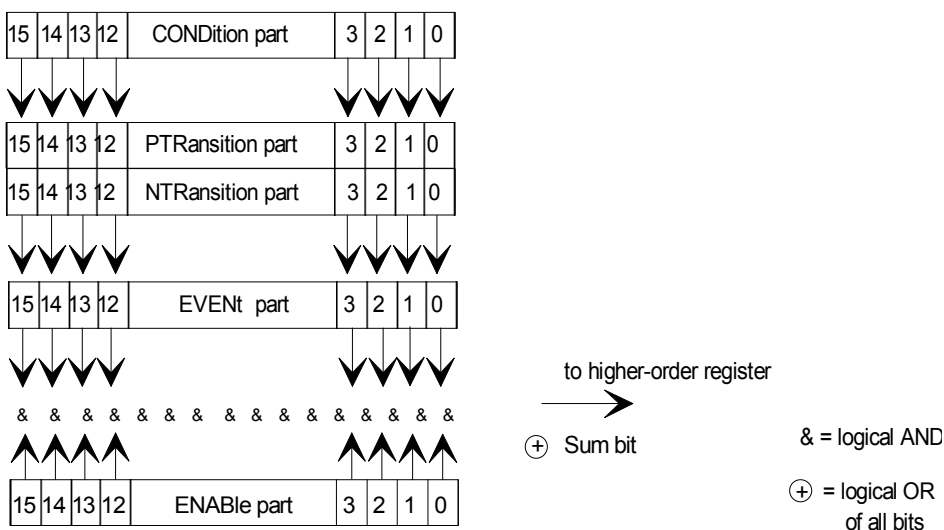 15 14 13 12 CONDition part 3 2 1 0
15 14 13 12 PTRansition part 3 2 1 0
15 14 13 12 NTRansition part 3 2 1 0
15 14 13 12 EVENt part 3 2 1 0
to higher-order register
& & & & & & & & & & & & & & & &
⊕ Sum bit
& = logical AND
15 14 13 12 ENABle part 3 2 1 0
⊕ = logical OR
of all bits